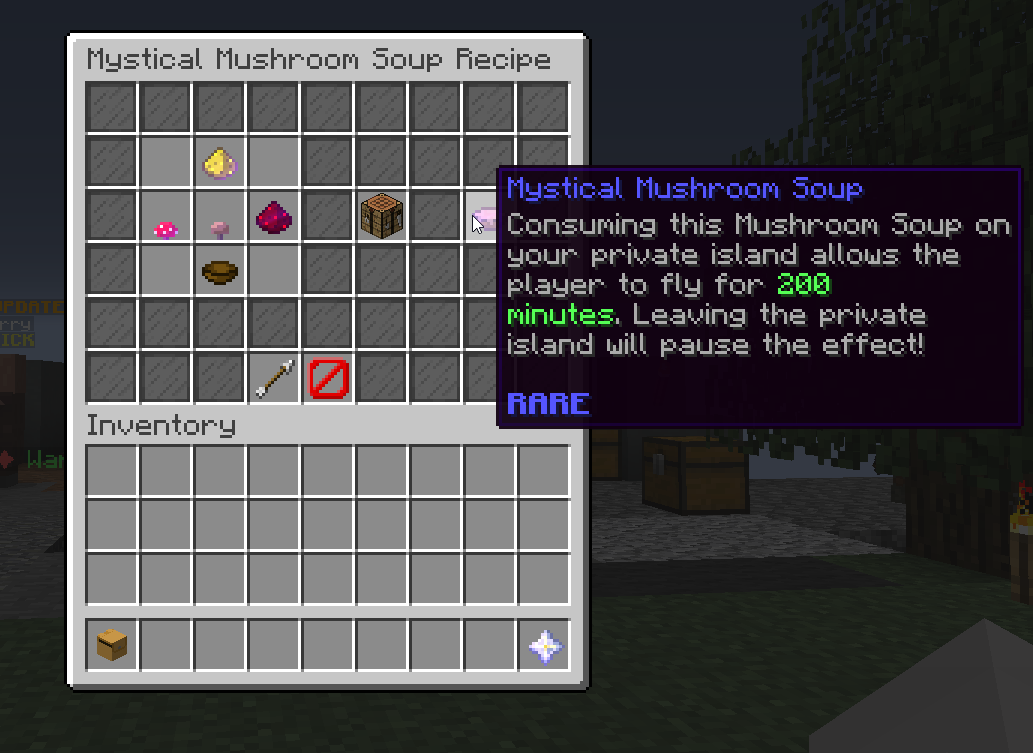 Mystical Mushroom Soup Recipe
Mystical Mushroom Soup
Consuming this Mushroom Soup on
your private island allows the
player to fly for 200
minutes. Leaving the private
island will pause the effect!
RARE
Inventory